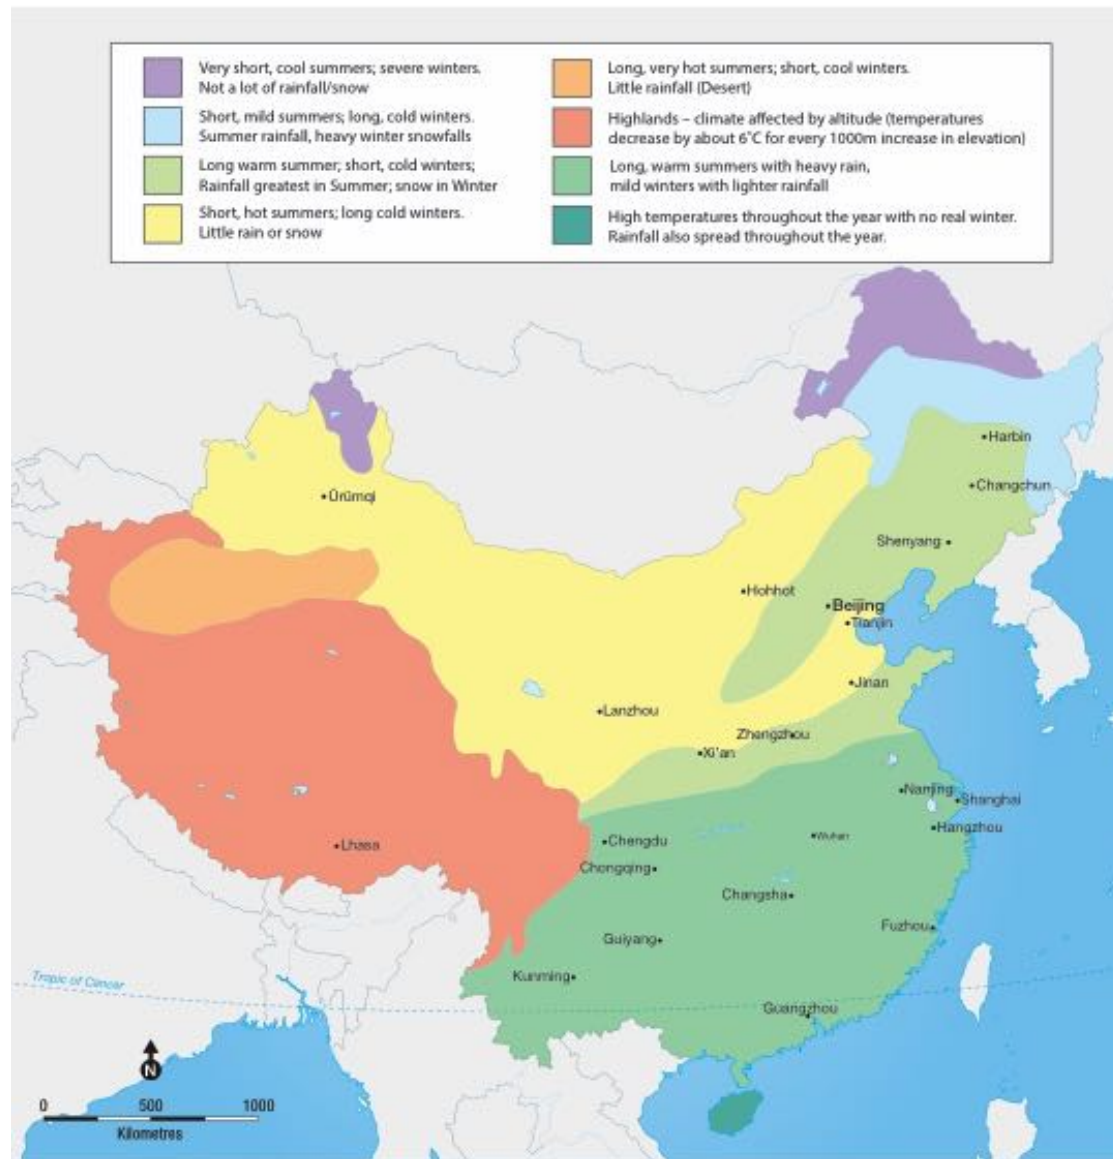 Very short, cool summers; severe winters.
Not a lot of rainfall/snow
Short, mild summers; long, cold winters.
Summer rainfall, heavy winter snowfalls
Long warm summer; short, cold winters;
Rainfall greatest in Summer; snow in Winter
Short, hot summers; long cold winters.
Little rain or snow
Long, very hot summers; short, cool winters.
Little rainfall (Desert)
Highlands – climate affected by altitude (temperatures
decrease by about 6˚C for every 1000m increase in elevation)
Long, warm summers with heavy rain,
mild winters with lighter rainfall
High temperatures throughout the year with no real winter.
Rainfall also spread throughout the year.
Harbin
Changchun
Ürümqi
Shenyang
Hohhot
Beijing
Tianjin
Jinan
Lanzhou
Zhengzhou
Xi'an
Nanjing
Shanghai
Hangzhou
Wuhan
Chengdu
Lhasa
Chongqing
Changsha
Fuzhou
Guiyang
Kunming
Tropic of Cancer
Guangzhou
N
0 500 1000
Kilometres